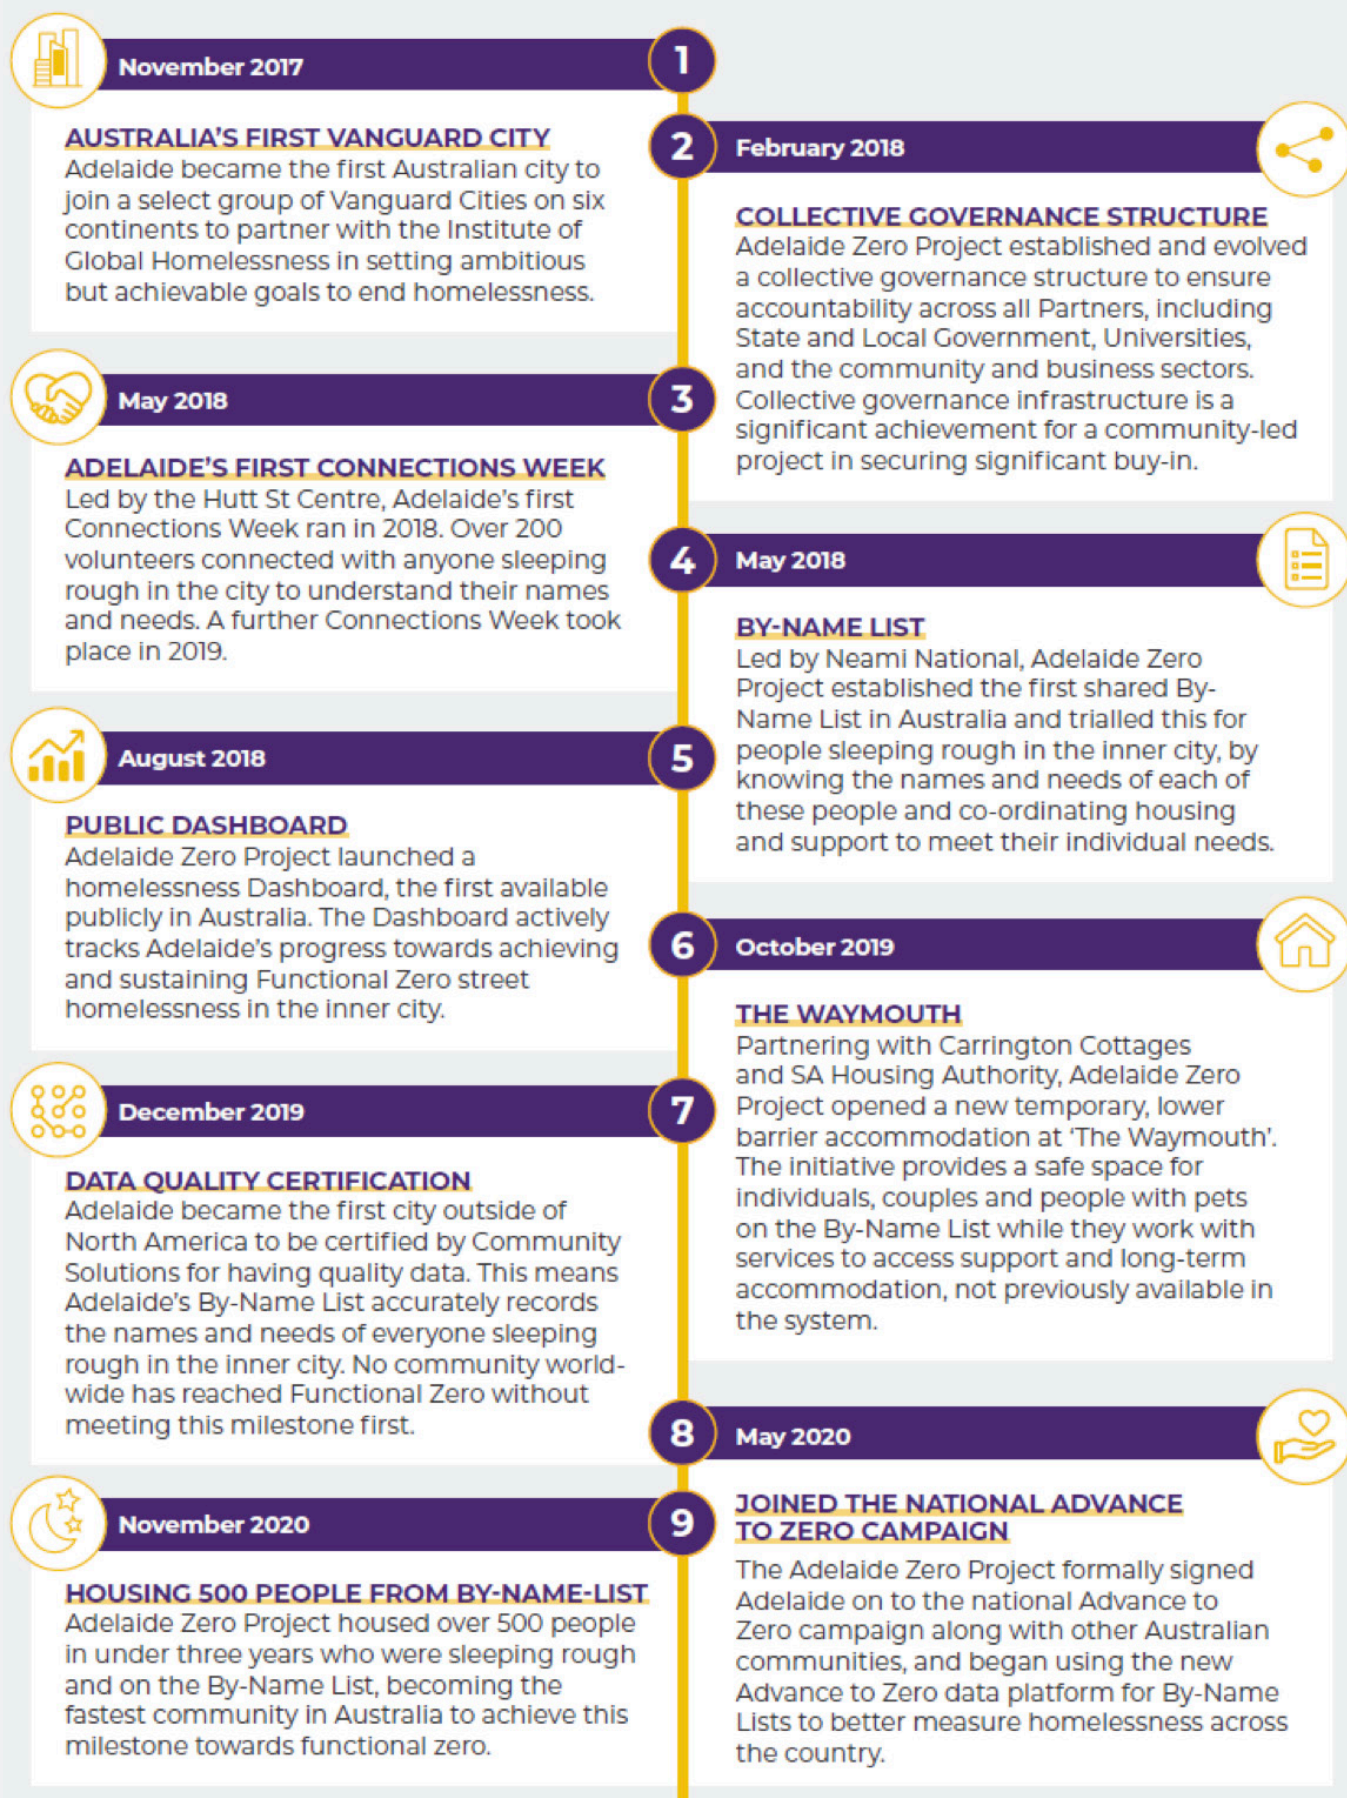 November 2017
1
AUSTRALIA'S FIRST VANGUARD CITY
Adelaide became the first Australian city to
join a select group of Vanguard Cities on six
continents to partner with the Institute of
Global Homelessness in setting ambitious
but achievable goals to end homelessness.
2
February 2018
COLLECTIVE GOVERNANCE STRUCTURE
Adelaide Zero Project established and evolved
a collective governance structure to ensure
accountability across all Partners, including
State and Local Government, Universities,
and the community and business sectors.
Collective governance infrastructure is a
significant achievement for a community-led
project in securing significant buy-in.
May 2018
3
ADELAIDE'S FIRST CONNECTIONS WEEK
Led by the Hutt St Centre, Adelaide's first
Connections Week ran in 2018. Over 200
volunteers connected with anyone sleeping
rough in the city to understand their names
and needs. A further Connections Week took
place in 2019.
4
May 2018
BY-NAME LIST
Led by Neami National, Adelaide Zero
Project established the first shared By-
Name List in Australia and trialled this for
people sleeping rough in the inner city, by
knowing the names and needs of each of
these people and co-ordinating housing
and support to meet their individual needs.
August 2018
5
PUBLIC DASHBOARD
Adelaide Zero Project launched a
homelessness Dashboard, the first available
publicly in Australia. The Dashboard actively
tracks Adelaide's progress towards achieving
and sustaining Functional Zero street
homelessness in the inner city.
6
October 2019
THE WAYMOUTH
Partnering with Carrington Cottages
and SA Housing Authority, Adelaide Zero
Project opened a new temporary, lower
barrier accommodation at 'The Waymouth'.
The initiative provides a safe space for
individuals, couples and people with pets
on the By-Name List while they work with
services to access support and long-term
accommodation, not previously available in
the system.
December 2019
7
DATA QUALITY CERTIFICATION
Adelaide became the first city outside of
North America to be certified by Community
Solutions for having quality data. This means
Adelaide's By-Name List accurately records
the names and needs of everyone sleeping
rough in the inner city. No community world-
wide has reached Functional Zero without
meeting this milestone first.
8
May 2020
JOINED THE NATIONAL ADVANCE
TO ZERO CAMPAIGN
The Adelaide Zero Project formally signed
Adelaide on to the national Advance to
Zero campaign along with other Australian
communities, and began using the new
Advance to Zero data platform for By-Name
Lists to better measure homelessness across
the country.
November 2020
9
HOUSING 500 PEOPLE FROM BY-NAME-LIST
Adelaide Zero Project housed over 500 people
in under three years who were sleeping rough
and on the By-Name List, becoming the
fastest community in Australia to achieve this
milestone towards functional zero.